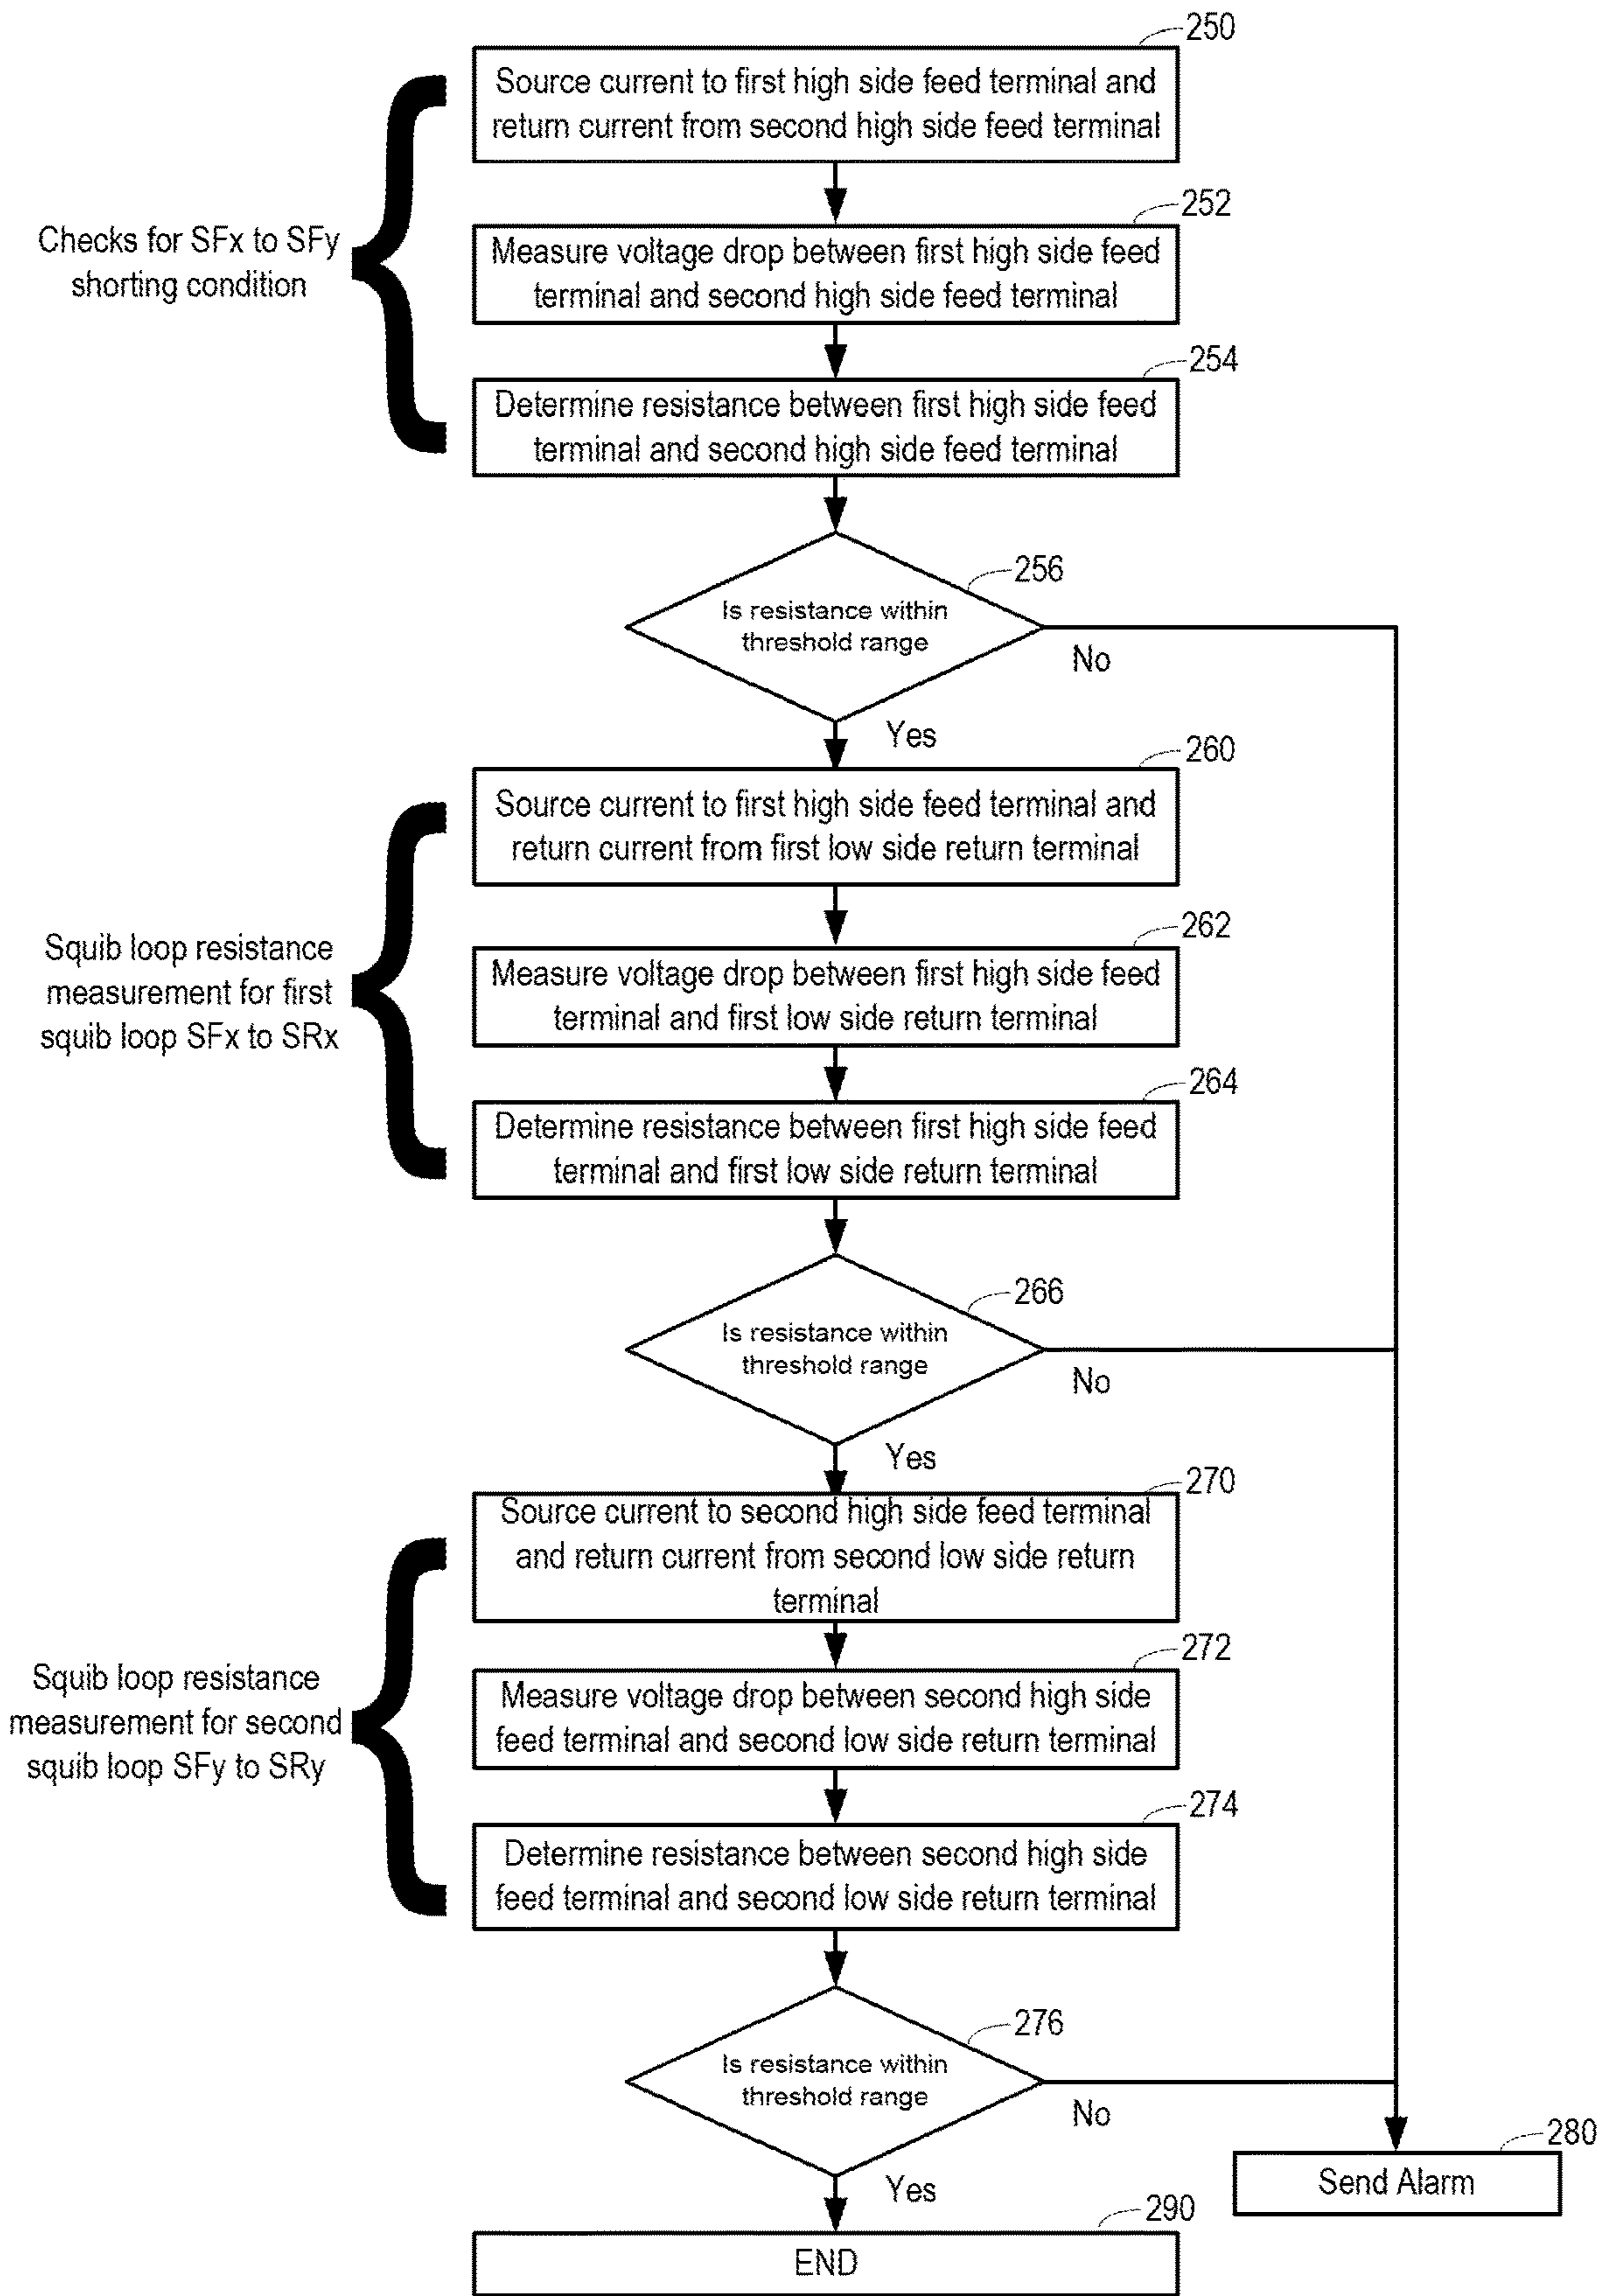 250
Source current to first high side feed terminal and
return current from second high side feed terminal
252
Checks for SFx to SFy
shorting condition
Measure voltage drop between first high side feed
terminal and second high side feed terminal
254
Determine resistance between first high side feed
terminal and second high side feed terminal
256
Is resistance within
threshold range
No
Yes
260
Source current to first high side feed terminal and
return current from first low side return terminal
262
Squib loop resistance
measurement for first
squib loop SFx to SRx
Measure voltage drop between first high side feed
terminal and first low side return terminal
264
Determine resistance between first high side feed
terminal and first low side return terminal
266
Is resistance within
threshold range
No
Yes
270
Source current to second high side feed terminal
and return current from second low side return
terminal
272
Squib loop resistance
measurement for second
squib loop SFy to SRy
Measure voltage drop between second high side
feed terminal and second low side return terminal
274
Determine resistance between second high side
feed terminal and second low side return terminal
276
Is resistance within
threshold range
No
Yes
280
Send Alarm
290
END